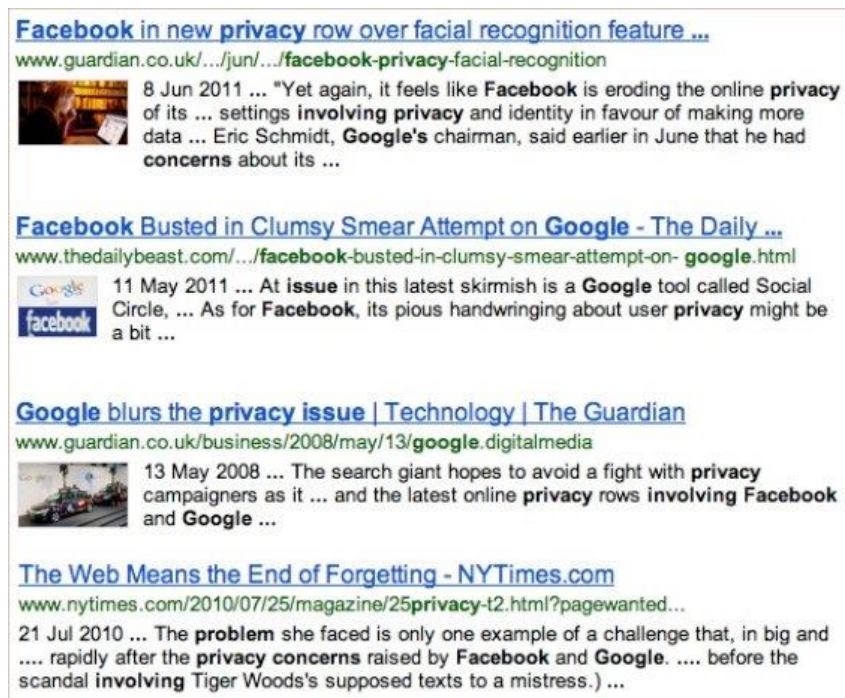 Facebook in new privacy row over facial recognition feature ...
www.guardian.co.uk/.../jun/.../facebook-privacy-facial-recognition
8 Jun 2011 ... "Yet again, it feels like Facebook is eroding the online privacy
of its ... settings involving privacy and identity in favour of making more
data ... Eric Schmidt, Google's chairman, said earlier in June that he had
concerns about its ...
Facebook Busted in Clumsy Smear Attempt on Google - The Daily ...
www.thedailybeast.com/.../facebook-busted-in-clumsy-smear-attempt-on- google.html
Google
facebook
11 May 2011 ... At issue in this latest skirmish is a Google tool called Social
Circle, ... As for Facebook, its pious handwringing about user privacy might be
a bit ...
Google blurs the privacy issue | Technology | The Guardian
www.guardian.co.uk/business/2008/may/13/google.digitalmedia
13 May 2008 ... The search giant hopes to avoid a fight with privacy
campaigners as it ... and the latest online privacy rows involving Facebook
and Google ...
The Web Means the End of Forgetting - NYTimes.com
www.nytimes.com/2010/07/25/magazine/25privacy-t2.html?pagewanted...
21 Jul 2010 ... The problem she faced is only one example of a challenge that, in big and
.... rapidly after the privacy concerns raised by Facebook and Google. .... before the
scandal involving Tiger Woods's supposed texts to a mistress.) ...